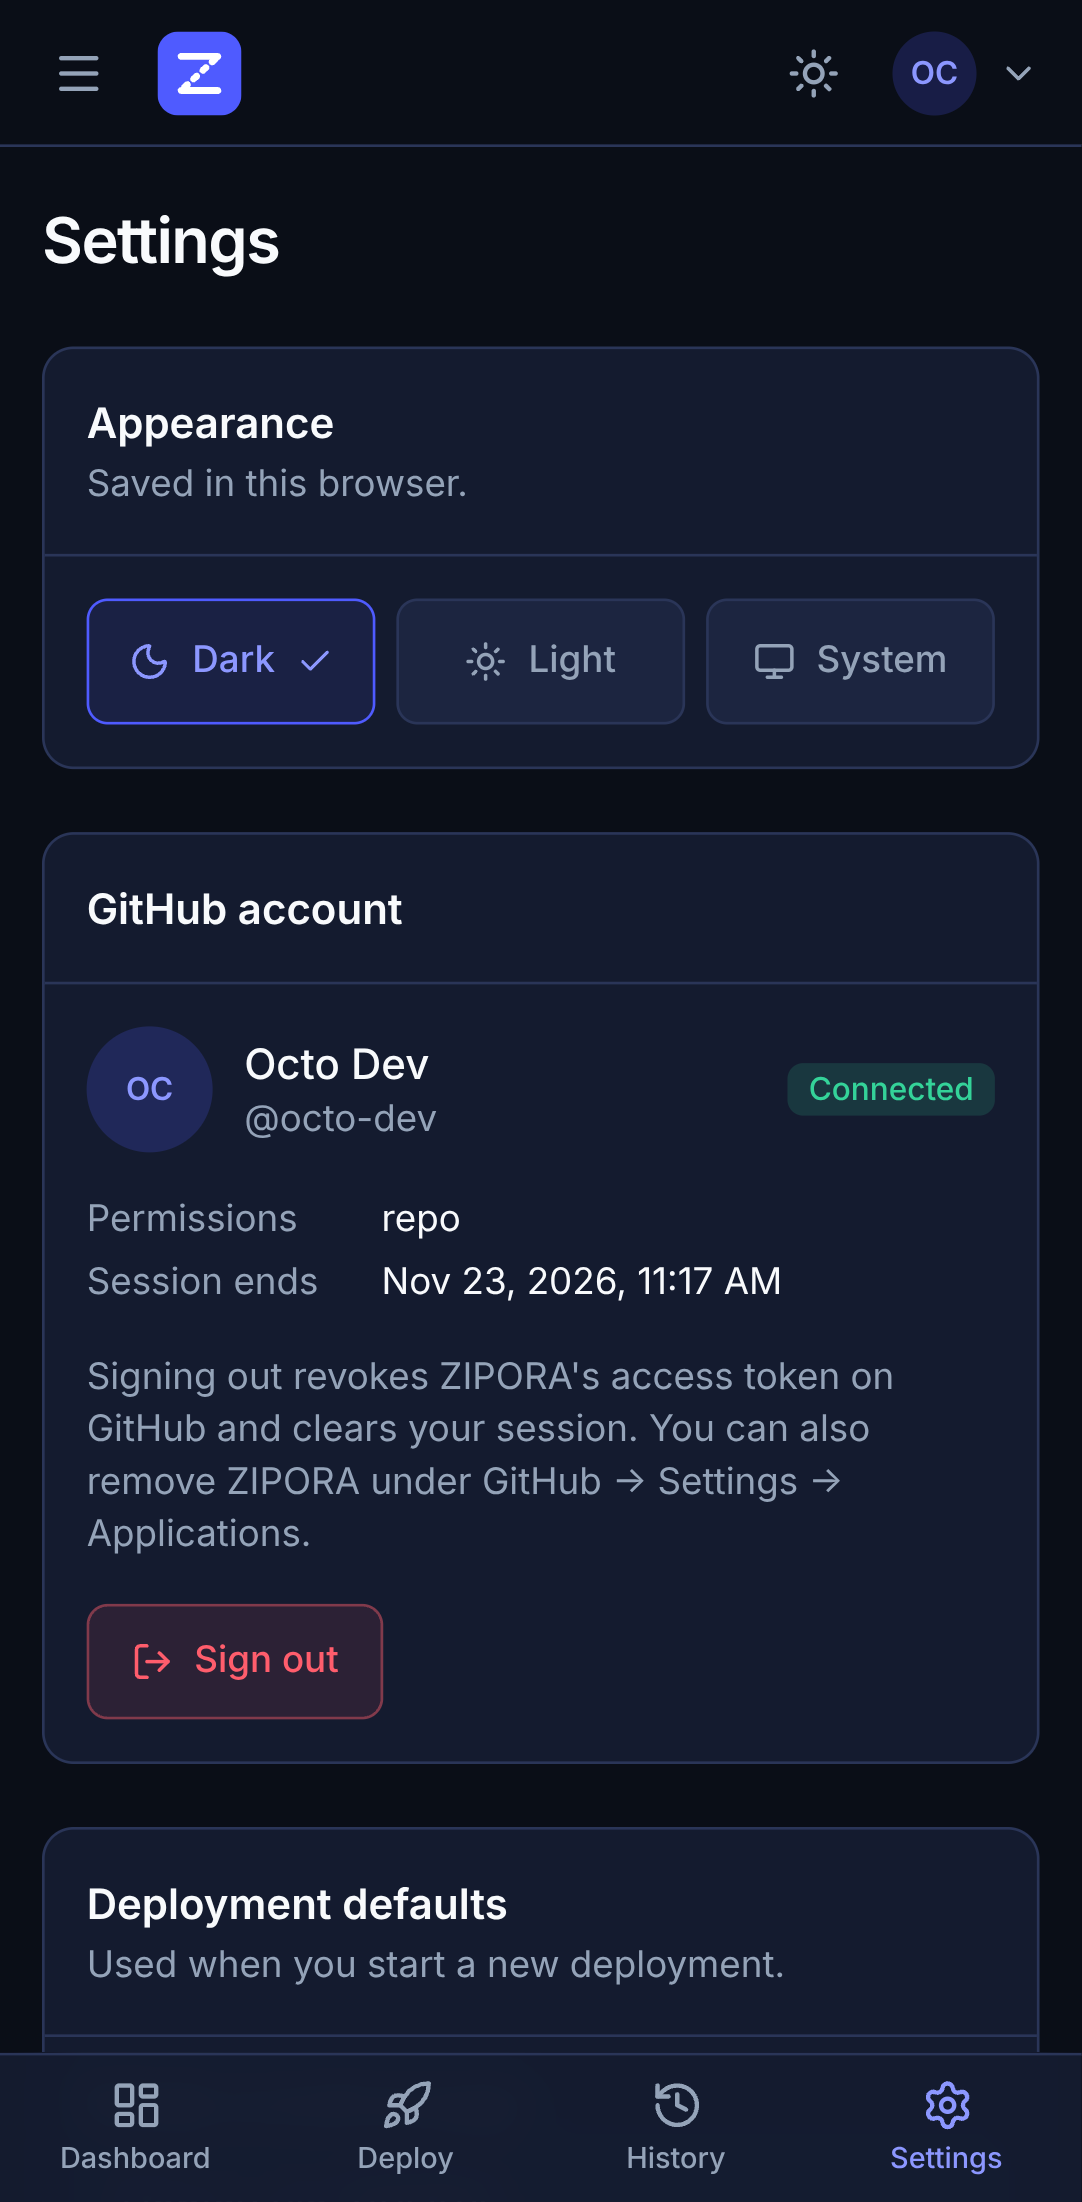 Z
OC
Settings
Appearance
Saved in this browser.
Dark
Light
System
GitHub account
OC
Octo Dev
@octo-dev
Connected
Permissions repo
Session ends Nov 23, 2026, 11:17 AM
Signing out revokes ZIPORA's access token on
GitHub and clears your session. You can also
remove ZIPORA under GitHub → Settings →
Applications.
Sign out
Deployment defaults
Used when you start a new deployment.
Dashboard
Deploy
History
Settings